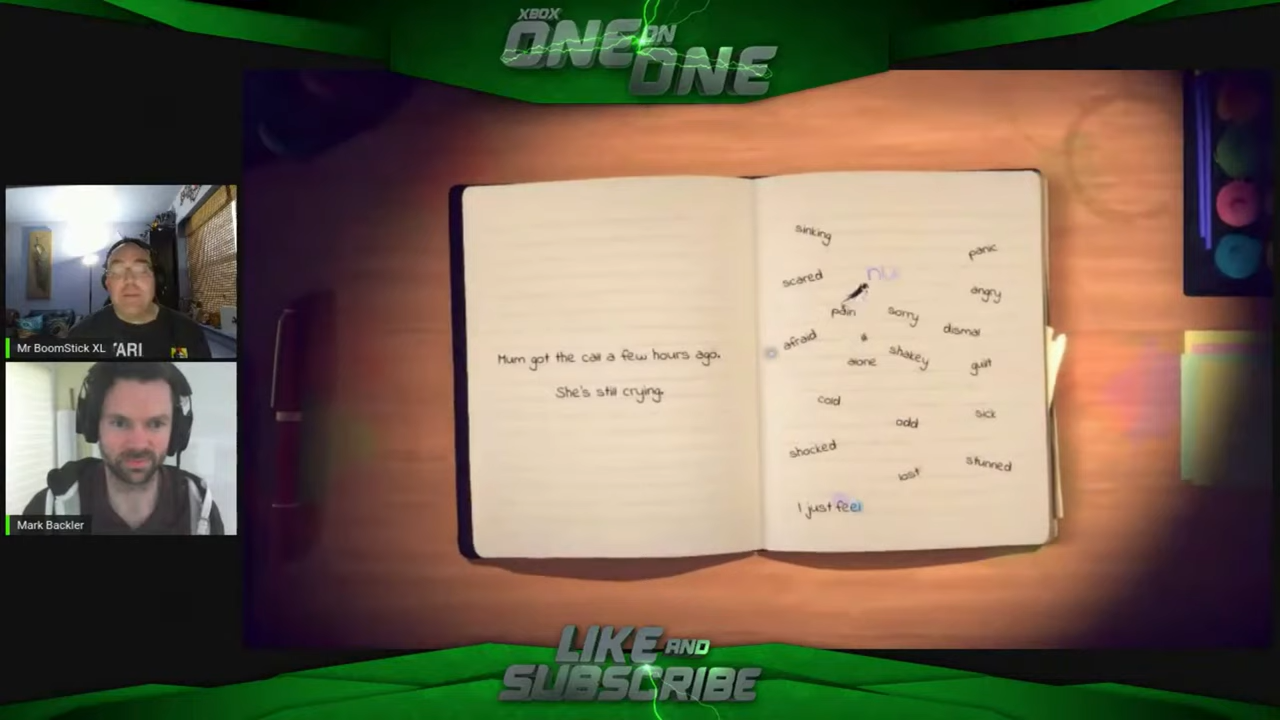 XBOX
ONE ON
ONE
Mr BoomStick XL
Mark Backler
Mum got the call a few hours ago.
She's still crying.
sinking
panic
scared
angry
pain
sorry
dismal
afraid
alone
shakey
guilt
cold
sick
odd
shocked
lost
stunned
I just feel
LIKE AND
SUBSCRIBE